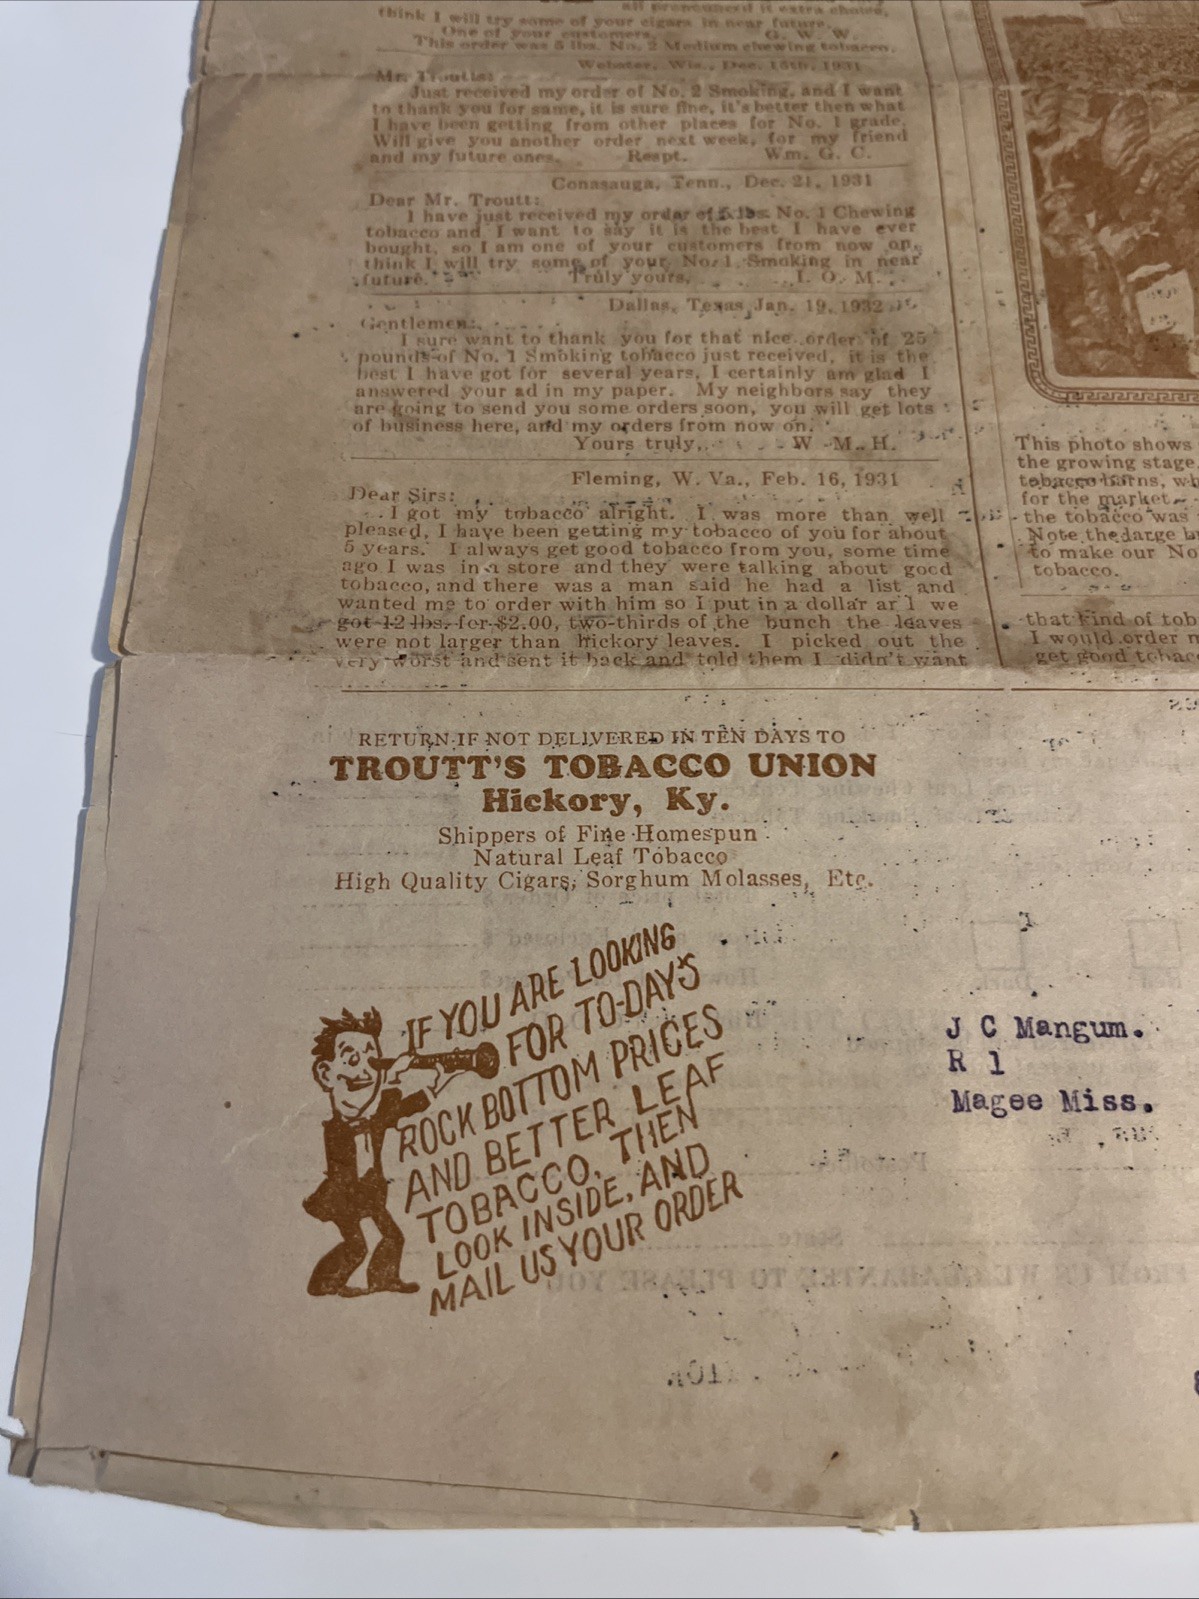 all pronounced it extra choice,
think I will try some of your cigars in near future.
One of your customers, G. W. W.
This order was 5 lbs. No. 2 Medium chewing tobacco.
Webster, Wis., Dec. 15th, 1931
Mr. Troutts:
Just received my order of No. 2 Smoking, and I want
to thank you for same, it is sure fine, it's better then what
I have been getting from other places for No. 1 grade.
Will give you another order next week, for my friend
and my future ones. Respt. Wm. G. C.
Conasauga, Tenn., Dec. 21, 1931
Dear Mr. Troutt:
I have just received my order of 5 lbs. No. 1 Chewing
tobacco and I want to say it is the best I have ever
bought, so I am one of your customers from now on,
think I will try some of your No. 1 Smoking in near
future. Truly yours, I. O. M.
Dallas, Texas, Jan. 19, 1932
Gentlemen:
I sure want to thank you for that nice order of 25
pounds of No. 1 Smoking tobacco just received, it is the
best I have got for several years, I certainly am glad I
answered your ad in my paper. My neighbors say they
are going to send you some orders soon, you will get lots
of business here, and my orders from now on.
Yours truly, W. M. H.
Fleming, W. Va., Feb. 16, 1931
Dear Sirs:
I got my tobacco alright. I was more than well
pleased, I have been getting my tobacco of you for about
5 years. I always get good tobacco from you, some time
ago I was in a store and they were talking about good
tobacco, and there was a man said he had a list and
wanted me to order with him so I put in a dollar we
got 12 lbs. for $2.00, two-thirds of the bunch the leaves
were not larger than hickory leaves. I picked out the
very worst and sent it back and told them I didn't want
This photo shows
the growing stage,
tobacco barns, wh
for the market
the tobacco was
Note the large
to make our No
tobacco.
that kind of tob
I would order m
get good tobacc
RETURN IF NOT DELIVERED IN TEN DAYS TO
TROUTT'S TOBACCO UNION
Hickory, Ky.
Shippers of Fine Homespun
Natural Leaf Tobacco
High Quality Cigars, Sorghum Molasses, Etc.
IF YOU ARE LOOKING
FOR TO-DAY'S
ROCK BOTTOM PRICES
AND BETTER LEAF
TOBACCO, THEN
LOOK INSIDE, AND
MAIL US YOUR ORDER
J C Mangum.
R 1
Magee Miss.